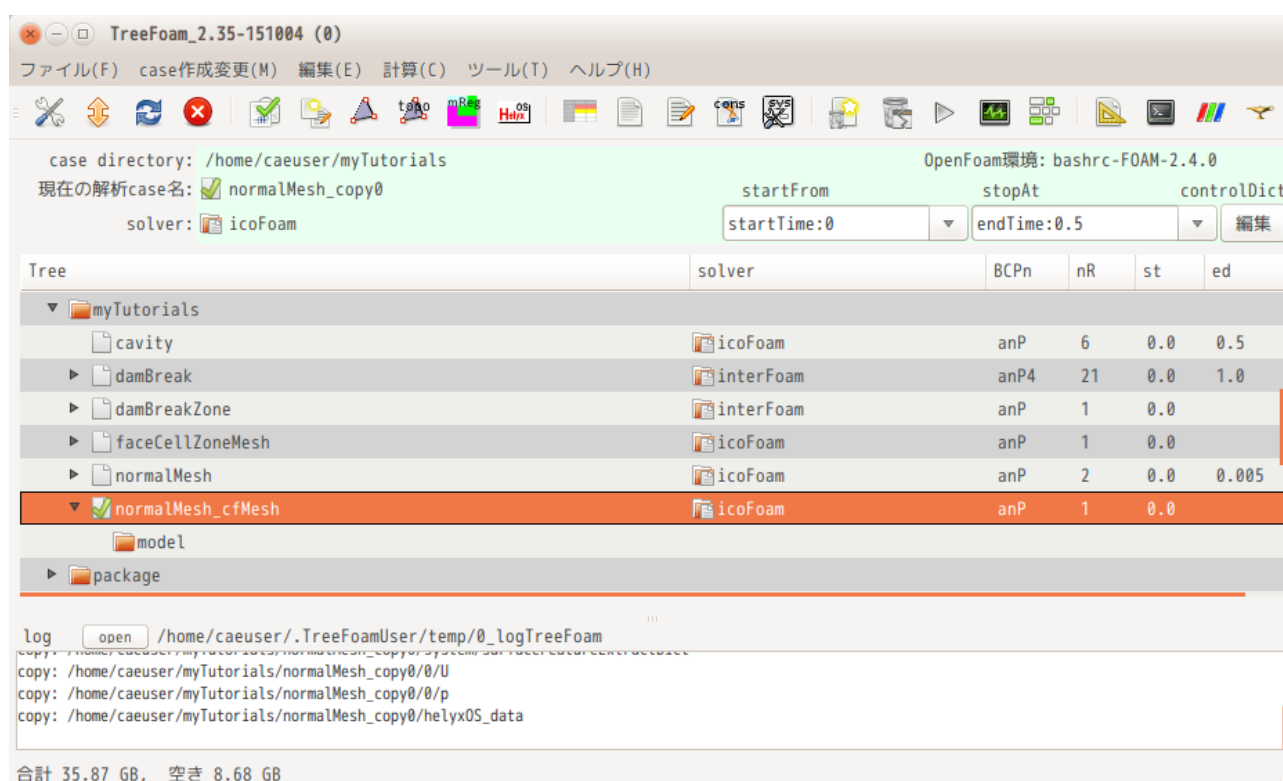 TreeFoam_2.35-151004 (0)
ファイル(F) case作成変更(M) 編集(E) 計算(C) ツール(T) ヘルプ(H)
topo mReg Helyx OS cons sys
case directory: /home/caeuser/myTutorials OpenFoam環境: bashrc-FOAM-2.4.0
現在の解析case名: normalMesh_copy0 startFrom stopAt controlDict
solver: icoFoam startTime:0 endTime:0.5 編集
Tree solver BCPn nR st ed
myTutorials
cavity icoFoam anP 6 0.0 0.5
damBreak interFoam anP4 21 0.0 1.0
damBreakZone interFoam anP 1 0.0
faceCellZoneMesh icoFoam anP 1 0.0
normalMesh icoFoam anP 2 0.0 0.005
normalMesh_cfMesh icoFoam anP 1 0.0
model
package
log open /home/caeuser/.TreeFoamUser/temp/0_logTreeFoam
copy: /home/caeuser/myTutorials/normalMesh_copy0/system/surfaceFeatureExtractDict
copy: /home/caeuser/myTutorials/normalMesh_copy0/0/U
copy: /home/caeuser/myTutorials/normalMesh_copy0/0/p
copy: /home/caeuser/myTutorials/normalMesh_copy0/helyxOS_data
合計 35.87 GB, 空き 8.68 GB